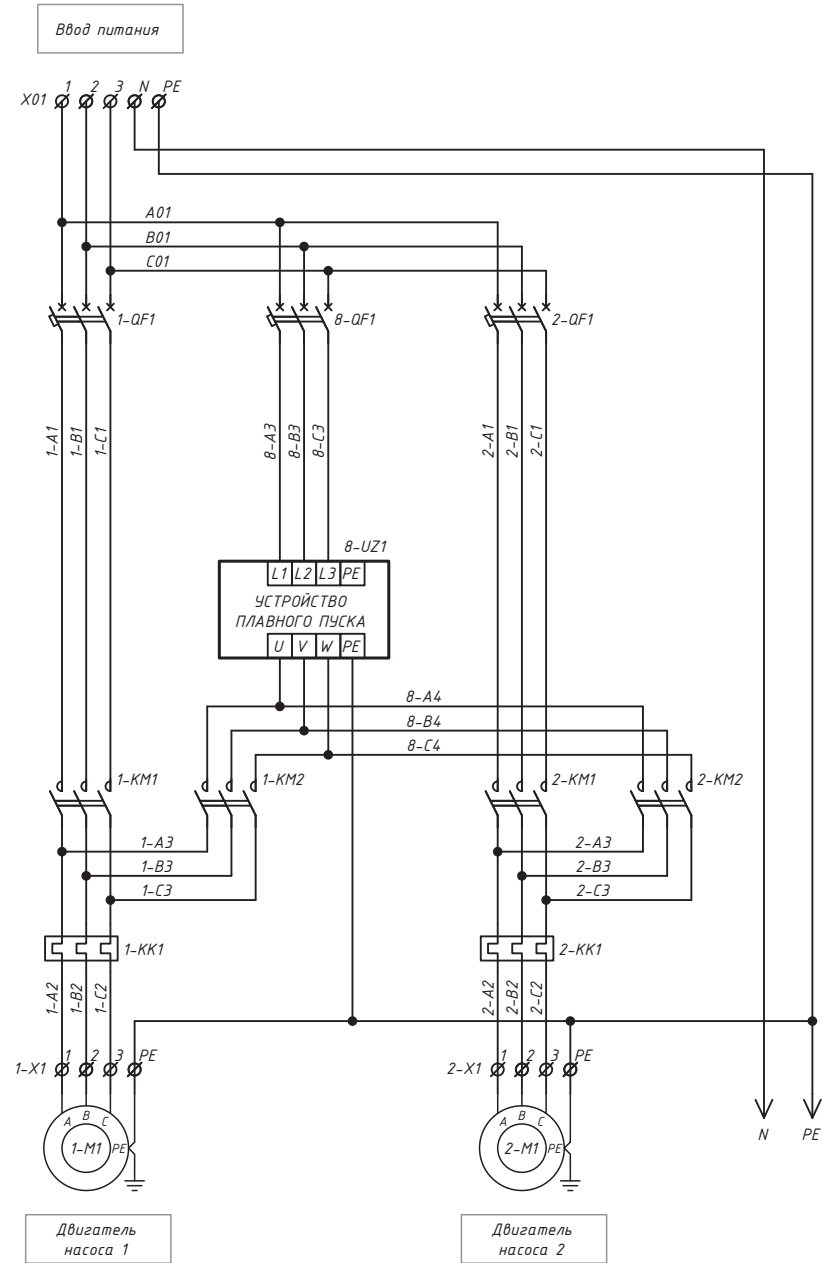 Ввод питания
X01 1 2 3 N PE
A01
B01
C01
1-QF1 8-QF1 2-QF1
1-A1 1-B1 1-C1 8-A3 8-B3 8-C3 2-A1 2-B1 2-C1
8-UZ1
L1 L2 L3 PE
УСТРОЙСТВО
ПЛАВНОГО ПУСКА
U V W PE
8-A4
8-B4
8-C4
1-KM1 1-KM2 2-KM1 2-KM2
1-A3 2-A3
1-B3 2-B3
1-C3 2-C3
1-KK1 2-KK1
1-A2 1-B2 1-C2 2-A2 2-B2 2-C2
1-X1 1 2 3 PE 2-X1 1 2 3 PE
A B C A B C
1-M1 PE 2-M1 PE
N PE
Двигатель
насоса 1
Двигатель
насоса 2